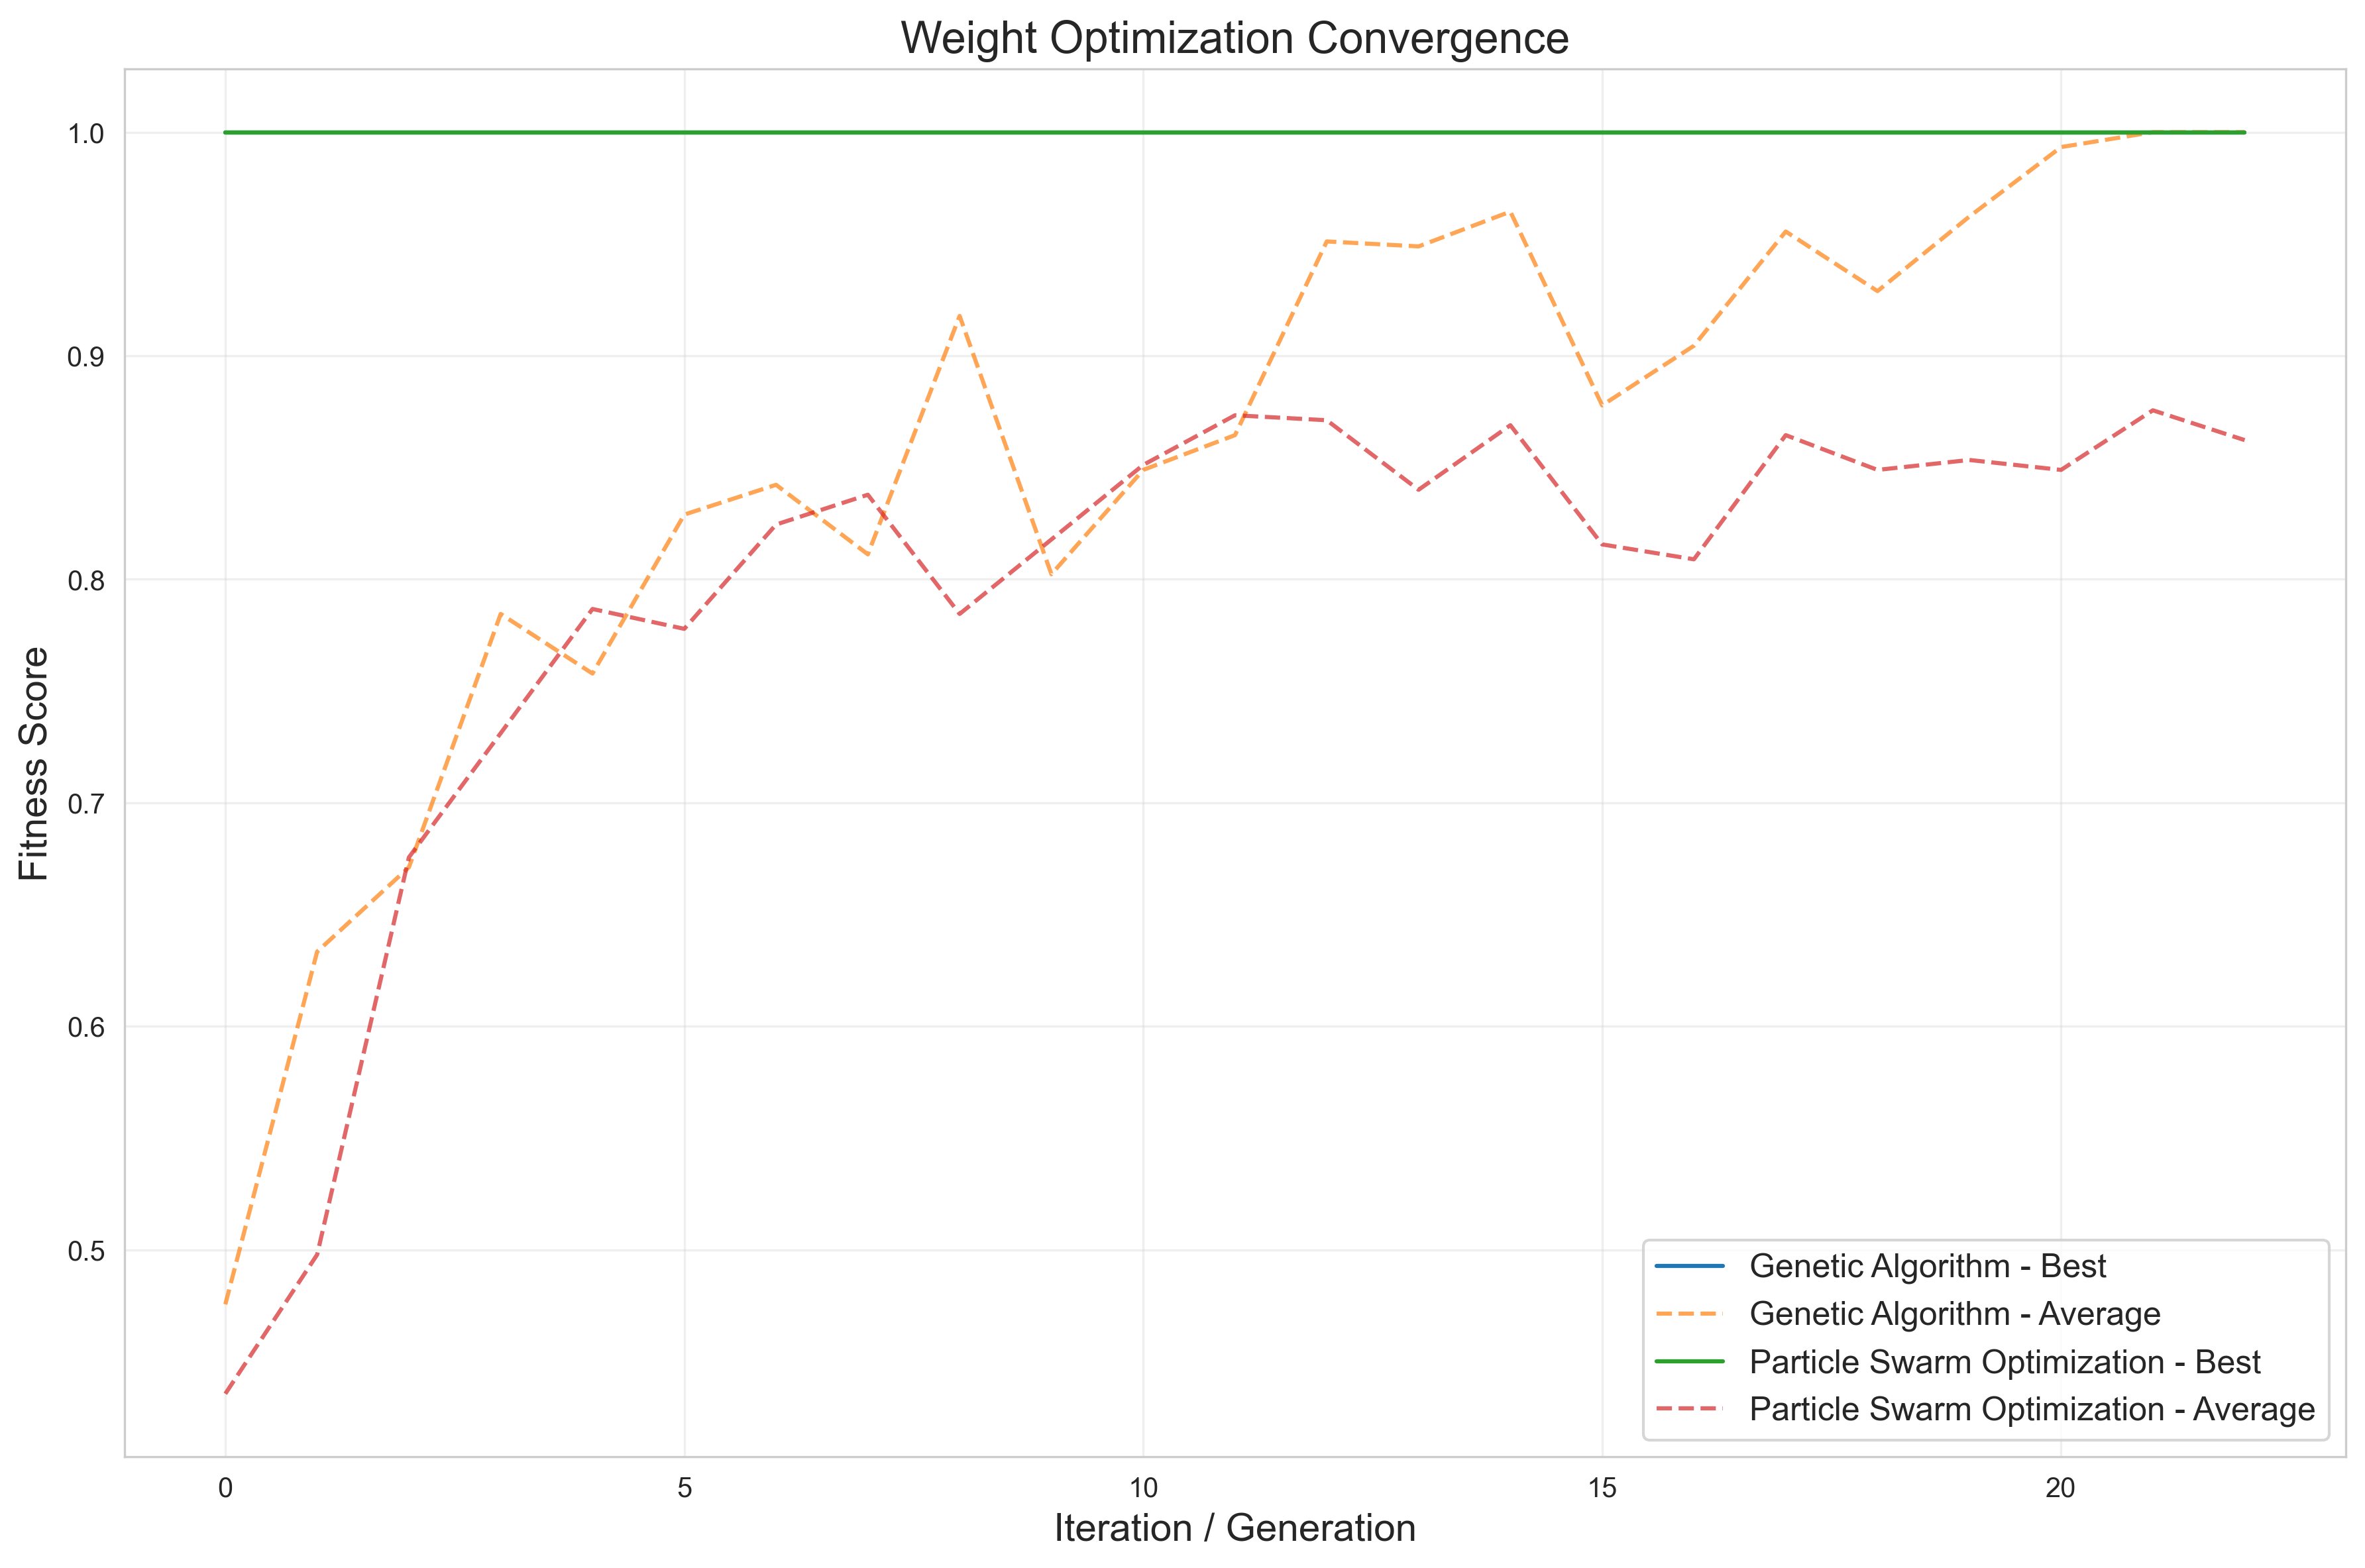 Weight Optimization Convergence
1.0
0.9
0.8
0.7
0.6
0.5
Fitness Score
0
5
10
15
20
Iteration / Generation
Genetic Algorithm - Best
Genetic Algorithm - Average
Particle Swarm Optimization - Best
Particle Swarm Optimization - Average